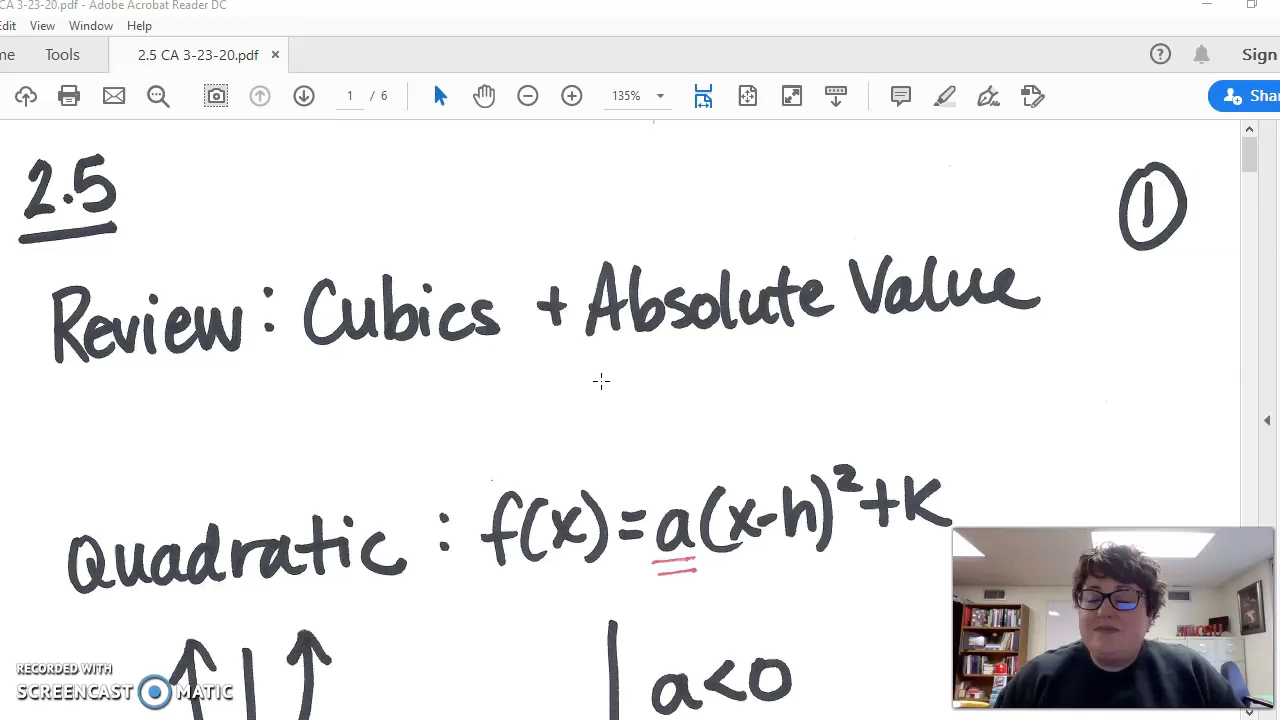 CA 3-23-20.pdf - Adobe Acrobat Reader DC
Edit View Window Help
me Tools 2.5 CA 3-23-20.pdf × ? Sign
1 / 6 135% Shar
2.5
1
Review: Cubics + Absolute Value
Quadratic : f(x)=a(x-h)²+K
a<0
RECORDED WITH
SCREENCAST MATIC